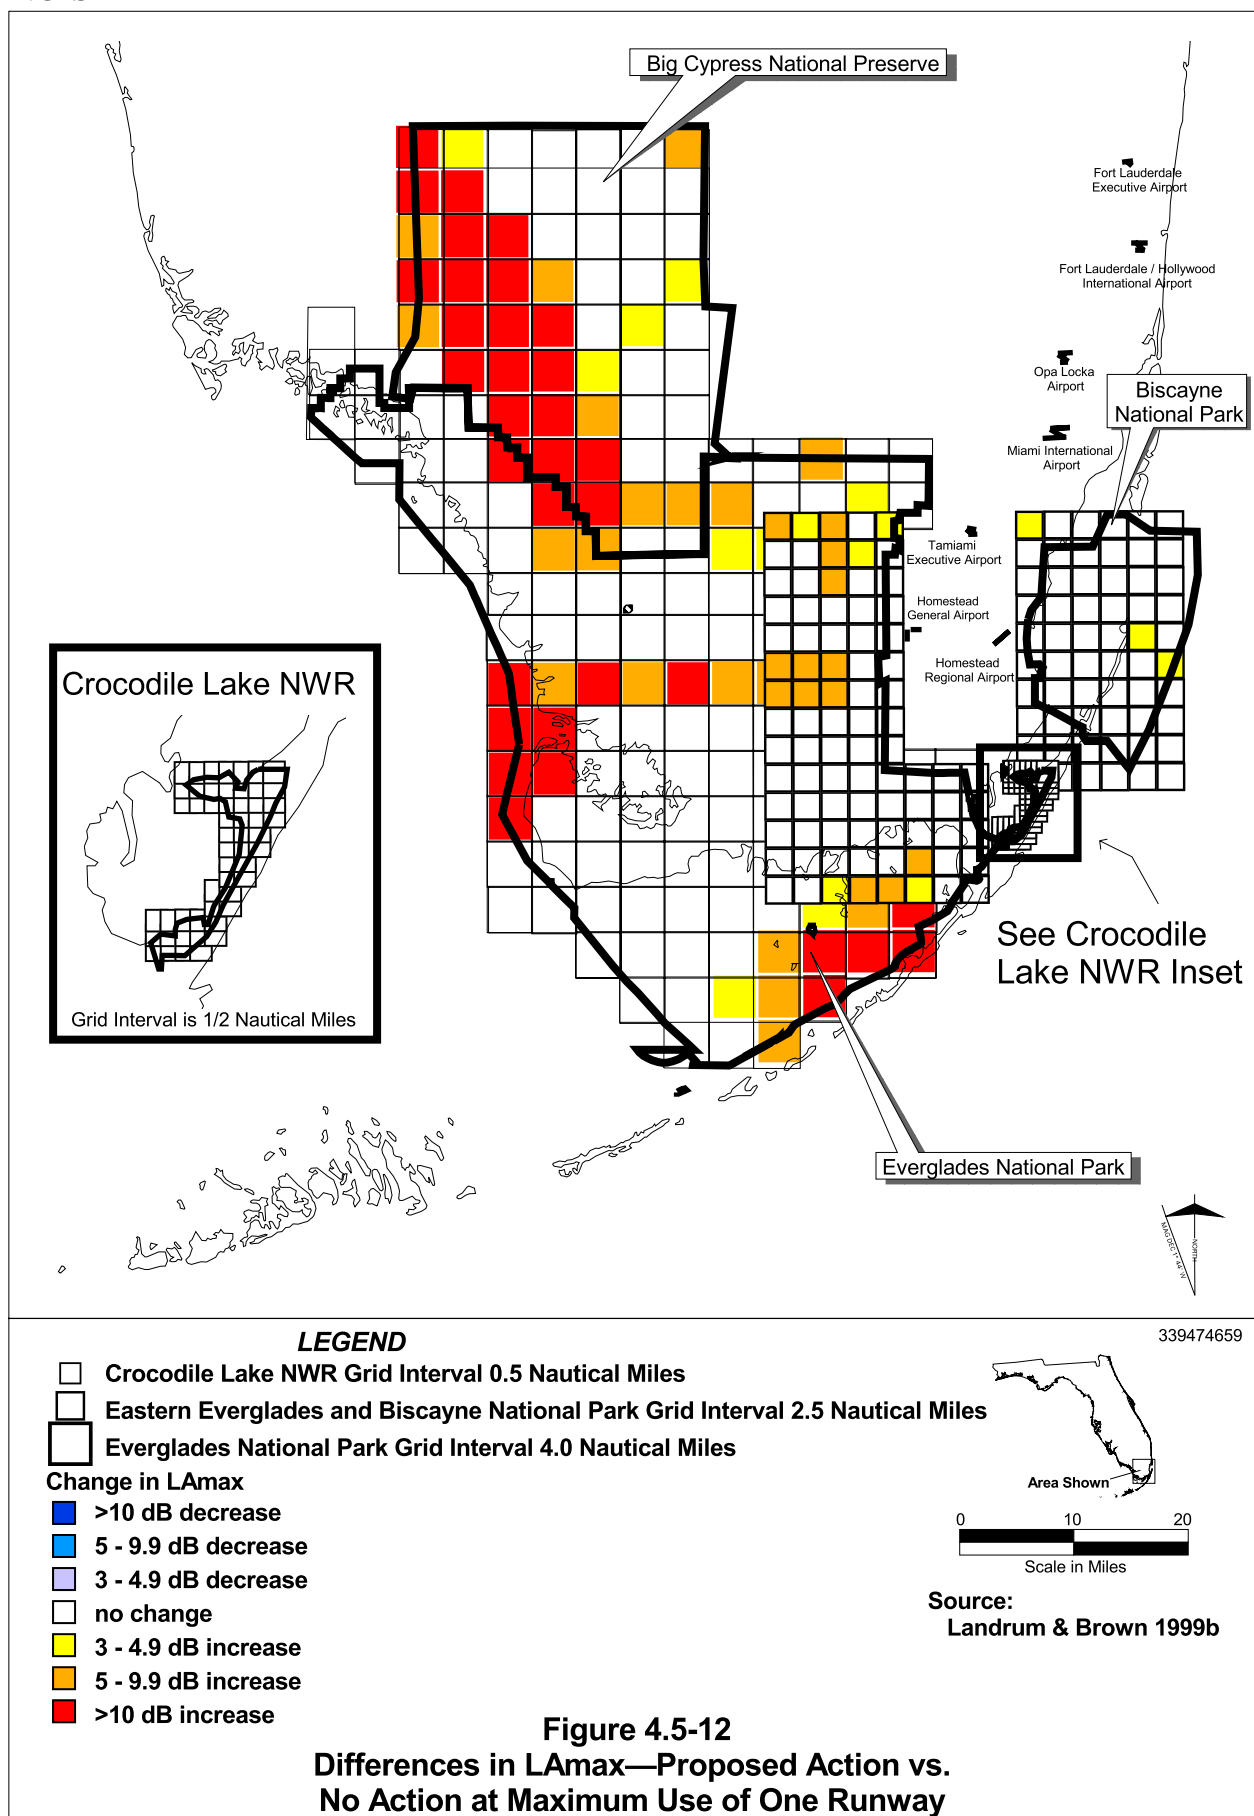 Big Cypress National Preserve
Fort Lauderdale
Executive Airport
Fort Lauderdale / Hollywood
International Airport
Opa Locka
Airport
Biscayne
National Park
Miami International
Airport
Tamiami
Executive Airport
Homestead
General Airport
Homestead
Regional Airport
Crocodile Lake NWR
Grid Interval is 1/2 Nautical Miles
See Crocodile
Lake NWR Inset
Everglades National Park
MAG DEC 1° 44' W
NORTH
LEGEND
339474659
Crocodile Lake NWR Grid Interval 0.5 Nautical Miles
Eastern Everglades and Biscayne National Park Grid Interval 2.5 Nautical Miles
Everglades National Park Grid Interval 4.0 Nautical Miles
Change in LAmax
>10 dB decrease
5 - 9.9 dB decrease
3 - 4.9 dB decrease
no change
3 - 4.9 dB increase
5 - 9.9 dB increase
>10 dB increase
Area Shown
0 10 20
Scale in Miles
Source:
Landrum & Brown 1999b
Figure 4.5-12
Differences in LAmax—Proposed Action vs.
No Action at Maximum Use of One Runway